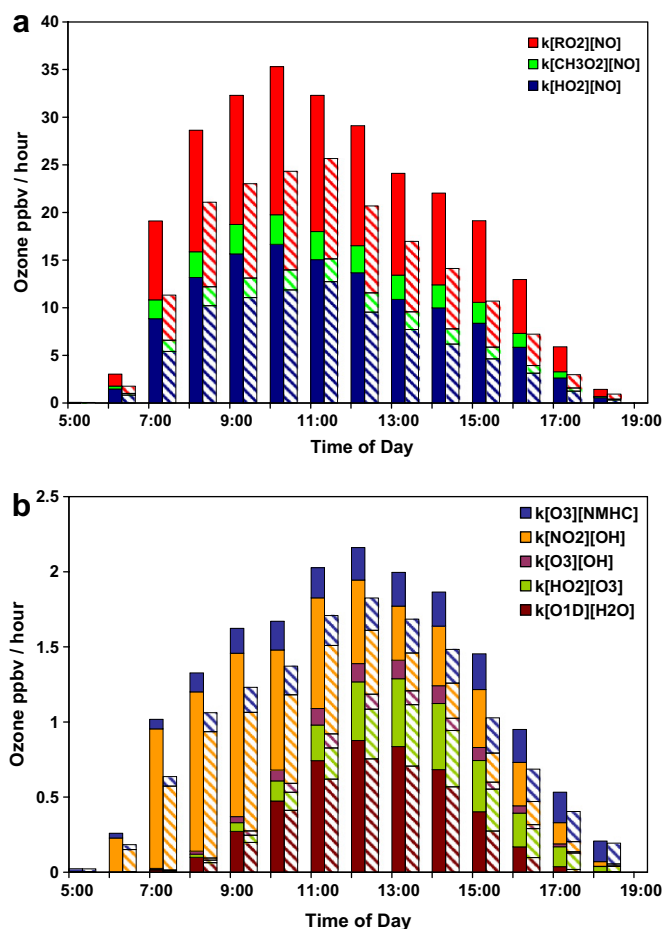 a
40
35
30
25
20
15
10
5
0
Ozone ppbv / hour
k[RO2][NO]
k[CH3O2][NO]
k[HO2][NO]
5:00 7:00 9:00 11:00 13:00 15:00 17:00 19:00
Time of Day
b
2.5
2
1.5
1
0.5
0
Ozone ppbv / hour
k[O3][NMHC]
k[NO2][OH]
k[O3][OH]
k[HO2][O3]
k[O1D][H2O]
5:00 7:00 9:00 11:00 13:00 15:00 17:00 19:00
Time of Day